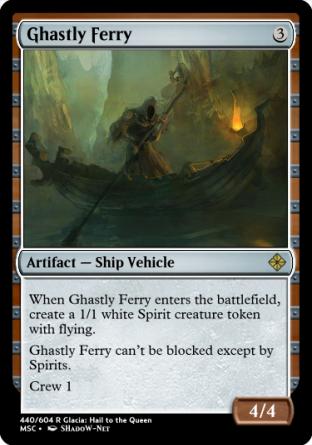 Ghastly Ferry 3
Artifact — Ship Vehicle
When Ghastly Ferry enters the battlefield,
create a 1/1 white Spirit creature token
with flying.
Ghastly Ferry can't be blocked except by
Spirits.
Crew 1
4/4
440/604 R Glacia: Hail to the Queen
MSC • SHaDoW-NeT